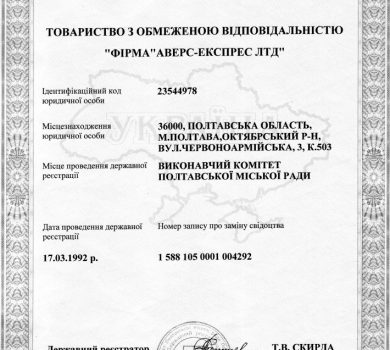 ТОВАРИСТВО З ОБМЕЖЕНОЮ ВІДПОВІДАЛЬНІСТЮ
"ФІРМА"АВЕРС-ЕКСПРЕС ЛТД"
Ідентифікаційний код юридичної особи
23544978
Місцезнаходження юридичної особи
36000, ПОЛТАВСЬКА ОБЛАСТЬ,
М.ПОЛТАВА,ОКТЯБРСЬКИЙ Р-Н,
ВУЛ.ЧЕРВОНОАРМІЙСЬКА, 3, К.503
Місце проведення державної реєстрації
ВИКОНАВЧИЙ КОМІТЕТ
ПОЛТАВСЬКОЇ МІСЬКОЇ РАДИ
Дата проведення державної реєстрації
Номер запису про заміну свідоцтва
17.03.1992 р.
1 588 105 0001 004292
Державний реєстратор
Т.В. СКИРДА